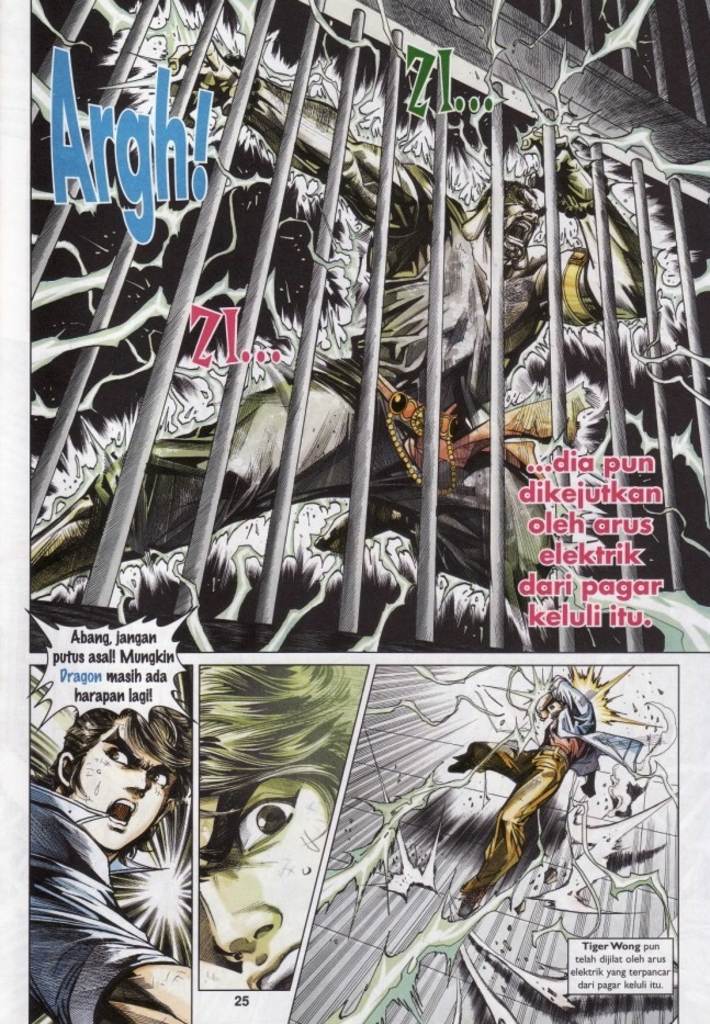 Argh!
ZI...
ZI...
...dia pun
dikejutkan
oleh arus
elektrik
dari pagar
keluli itu.
Abang, jangan
putus asa! Mungkin
Dragon masih ada
harapan lagi!
Tiger Wong pun
telah dijilat oleh arus
elektrik yang terpancar
dari pagar keluli itu.
25